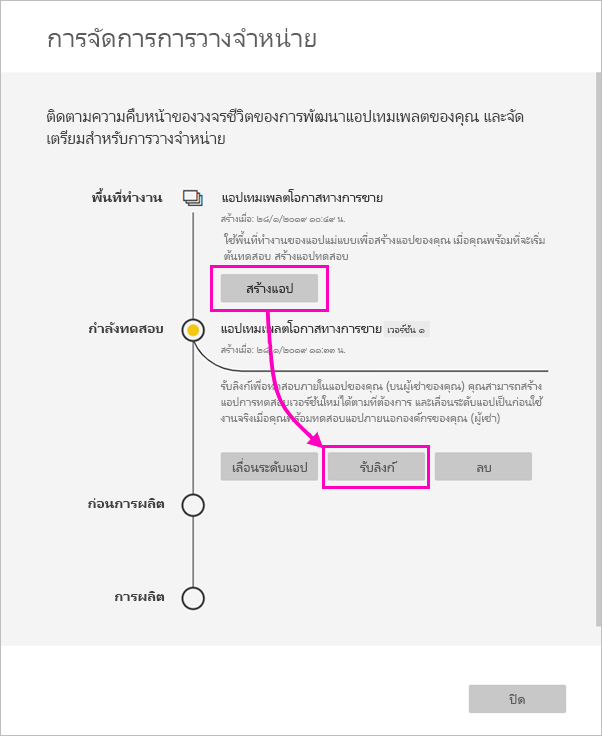 การจัดการการวางจำหน่าย
ติดตามความคืบหน้าของวงจรชีวิตของการพัฒนาแอปเทมเพลตของคุณ และจัด
เตรียมสำหรับการวางจำหน่าย
พื้นที่ทำงาน
แอปเทมเพลตโอกาสทางการขาย
สร้างเมื่อ: ๒๘/๑/๒๐๑๙ ๑๐:๔๙ น.
ใช้พื้นที่ทำงานของแอปแม่แบบเพื่อสร้างแอปของคุณ เมื่อคุณพร้อมที่จะเริ่ม
ต้นทดสอบ สร้างแอปทดสอบ
สร้างแอป
กำลังทดสอบ
แอปเทมเพลตโอกาสทางการขาย เวอร์ชัน ๑
สร้างเมื่อ: ๒๘/๑/๒๐๑๙ ๑๑:๓๓ น.
รับลิงก์เพื่อทดสอบภายในแอปของคุณ (บนผู้เช่าของคุณ) คุณสามารถสร้าง
แอปการทดสอบเวอร์ชันใหม่ได้ตามที่ต้องการ และเลื่อนระดับแอปเป็นก่อนใช้
งานจริงเมื่อคุณพร้อมทดสอบแอปภายนอกองค์กรของคุณ (ผู้เช่า)
เลื่อนระดับแอป
รับลิงก์
ลบ
ก่อนการผลิต
การผลิต
ปิด